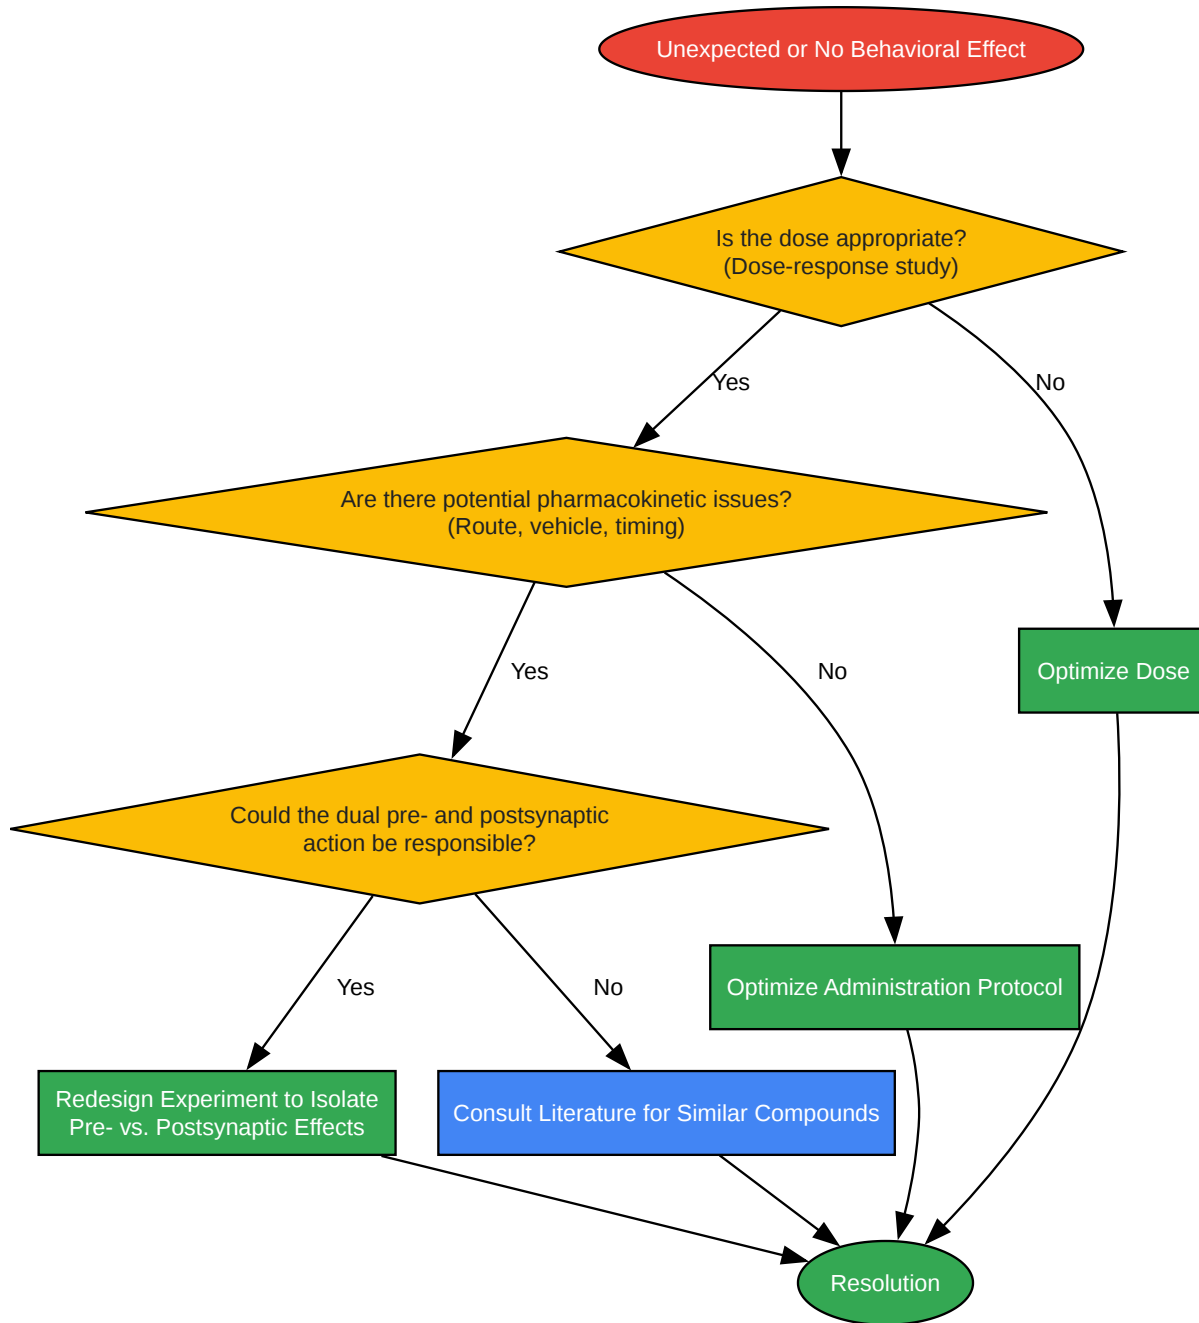 Unexpected or No Behavioral Effect
Is the dose appropriate?
(Dose-response study)
Yes
No
Are there potential pharmacokinetic issues?
(Route, vehicle, timing)
Yes
No
Optimize Dose
Could the dual pre- and postsynaptic
action be responsible?
Yes
No
Optimize Administration Protocol
Redesign Experiment to Isolate
Pre- vs. Postsynaptic Effects
Consult Literature for Similar Compounds
Resolution